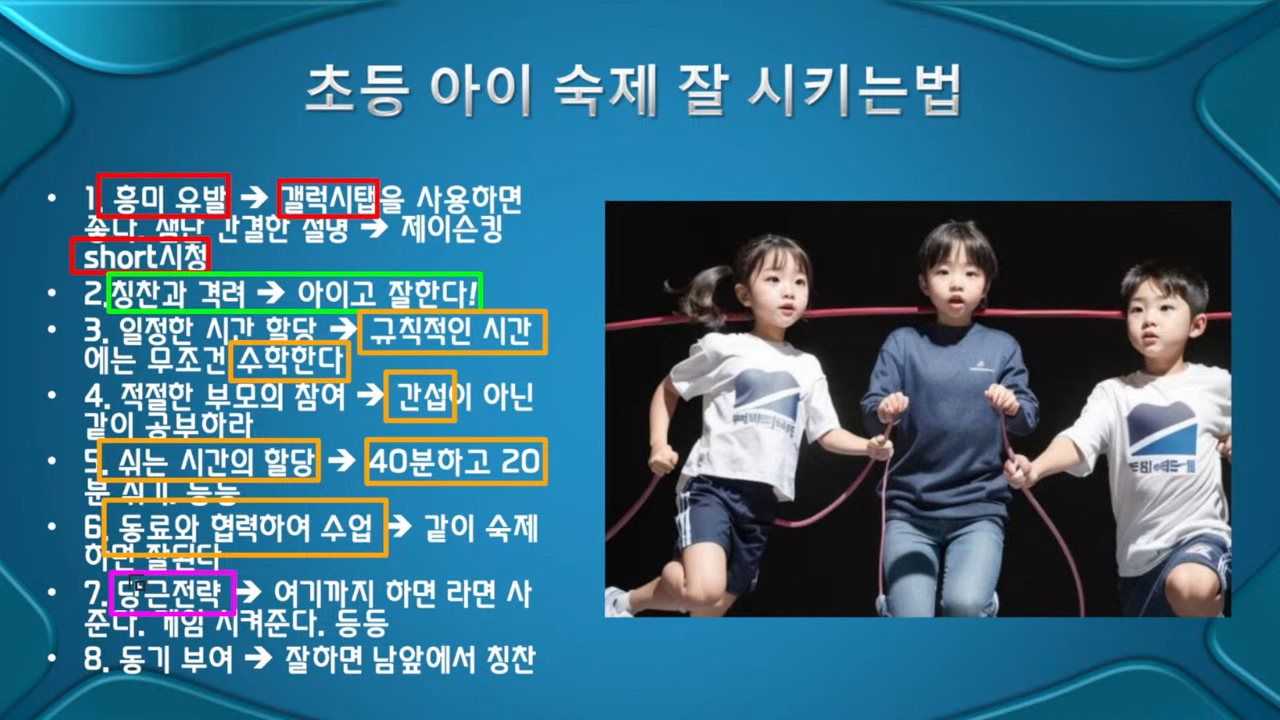 초등 아이 숙제 잘 시키는법
• 1. 흥미 유발 → 갤럭시탭을 사용하면
좋다. 색난 간결한 설명 → 제이슨킹
short시청
• 2.칭찬과 격려 → 아이고 잘한다!
• 3. 일정한 시간 할당 → 규칙적인 시간
에는 무조건 수학한다
• 4. 적절한 부모의 참여 → 간섭이 아닌
같이 공부하라
• 5. 쉬는 시간의 할당 → 40분하고 20
분 쉬기. 등등
• 6. 동료와 협력하여 수업 → 같이 숙제
하면 잘된다
• 7. 당근전략 → 여기까지 하면 라면 사
준다. 게임 시켜준다. 등등
• 8. 동기 부여 → 잘하면 남앞에서 칭찬